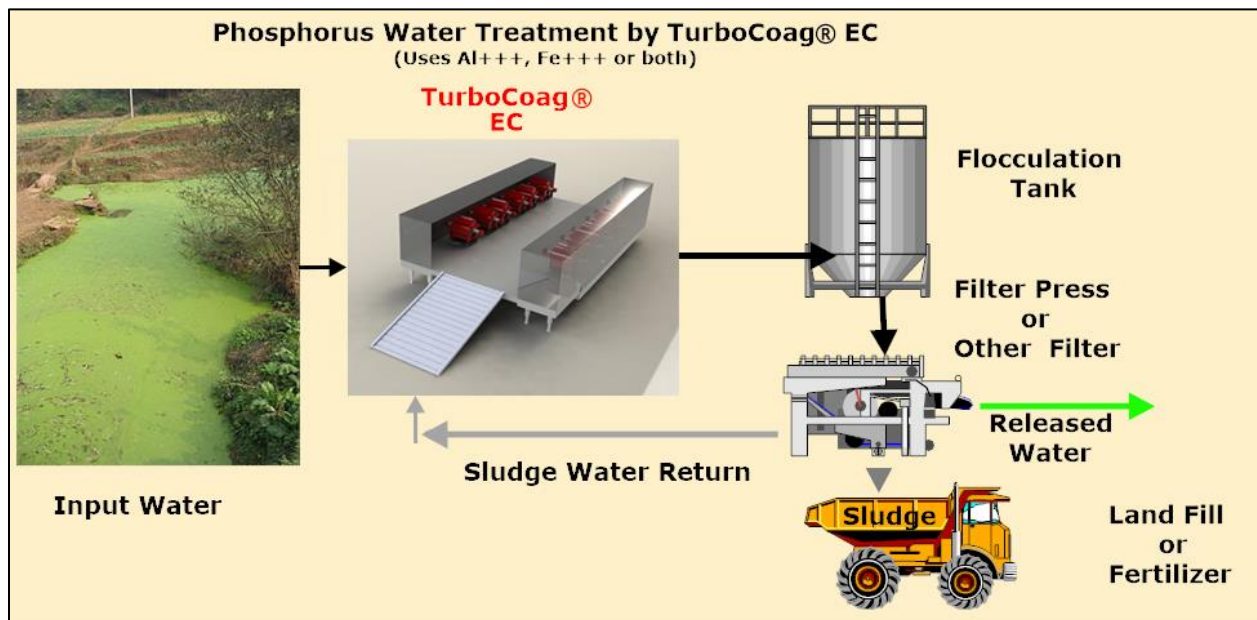 Phosphorus Water Treatment by TurboCoag® EC
(Uses Al+++, Fe+++ or both)
TurboCoag®
EC
Flocculation
Tank
Filter Press
or
Other Filter
Released
Water
Sludge Water Return
Input Water
Sludge
Land Fill
or
Fertilizer